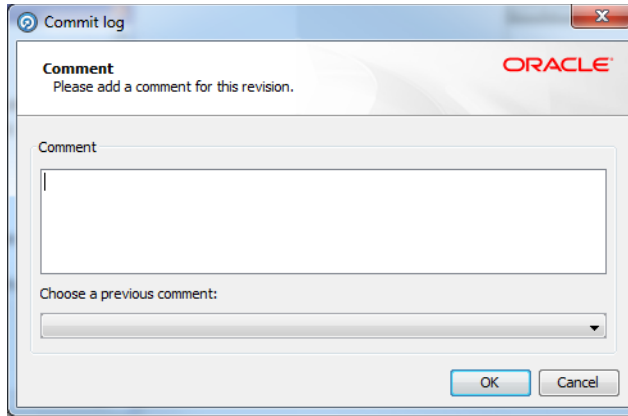 Commit log
Comment
Please add a comment for this revision.
ORACLE
Comment
Choose a previous comment:
OK
Cancel